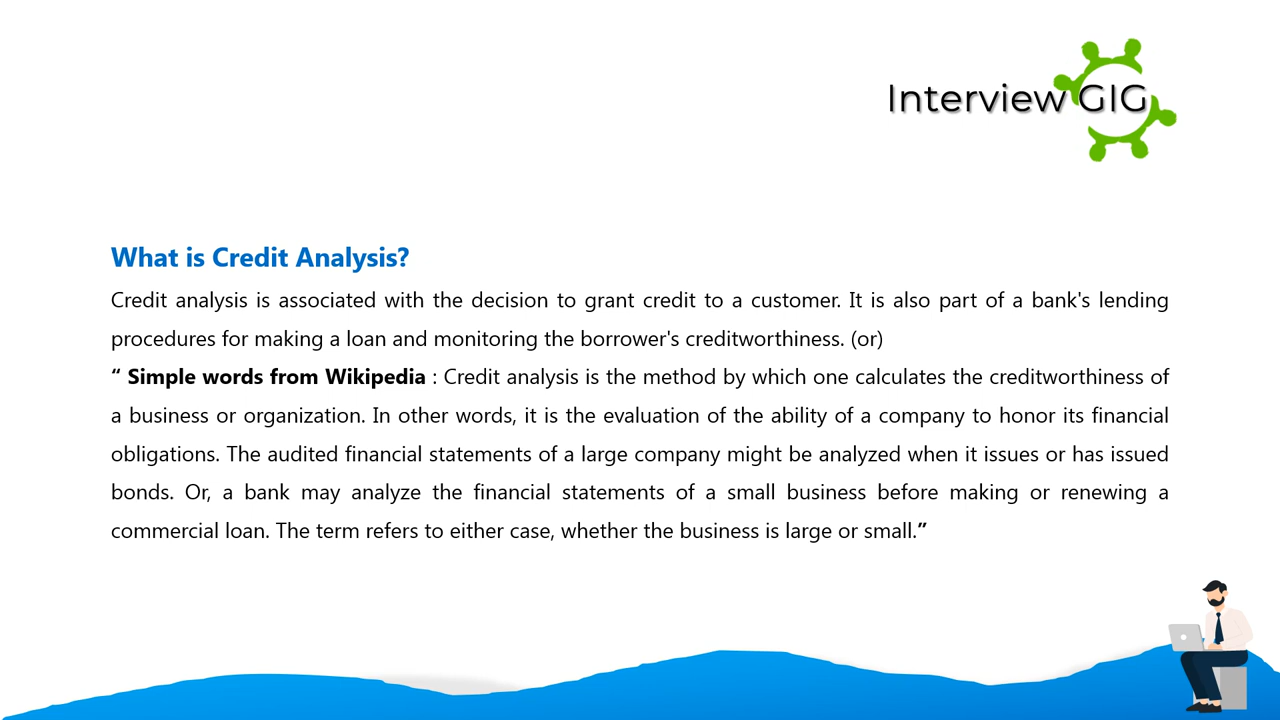 Interview GIG
What is Credit Analysis?
Credit analysis is associated with the decision to grant credit to a customer. It is also part of a bank's lending
procedures for making a loan and monitoring the borrower's creditworthiness. (or)
“ Simple words from Wikipedia : Credit analysis is the method by which one calculates the creditworthiness of
a business or organization. In other words, it is the evaluation of the ability of a company to honor its financial
obligations. The audited financial statements of a large company might be analyzed when it issues or has issued
bonds. Or, a bank may analyze the financial statements of a small business before making or renewing a
commercial loan. The term refers to either case, whether the business is large or small.”